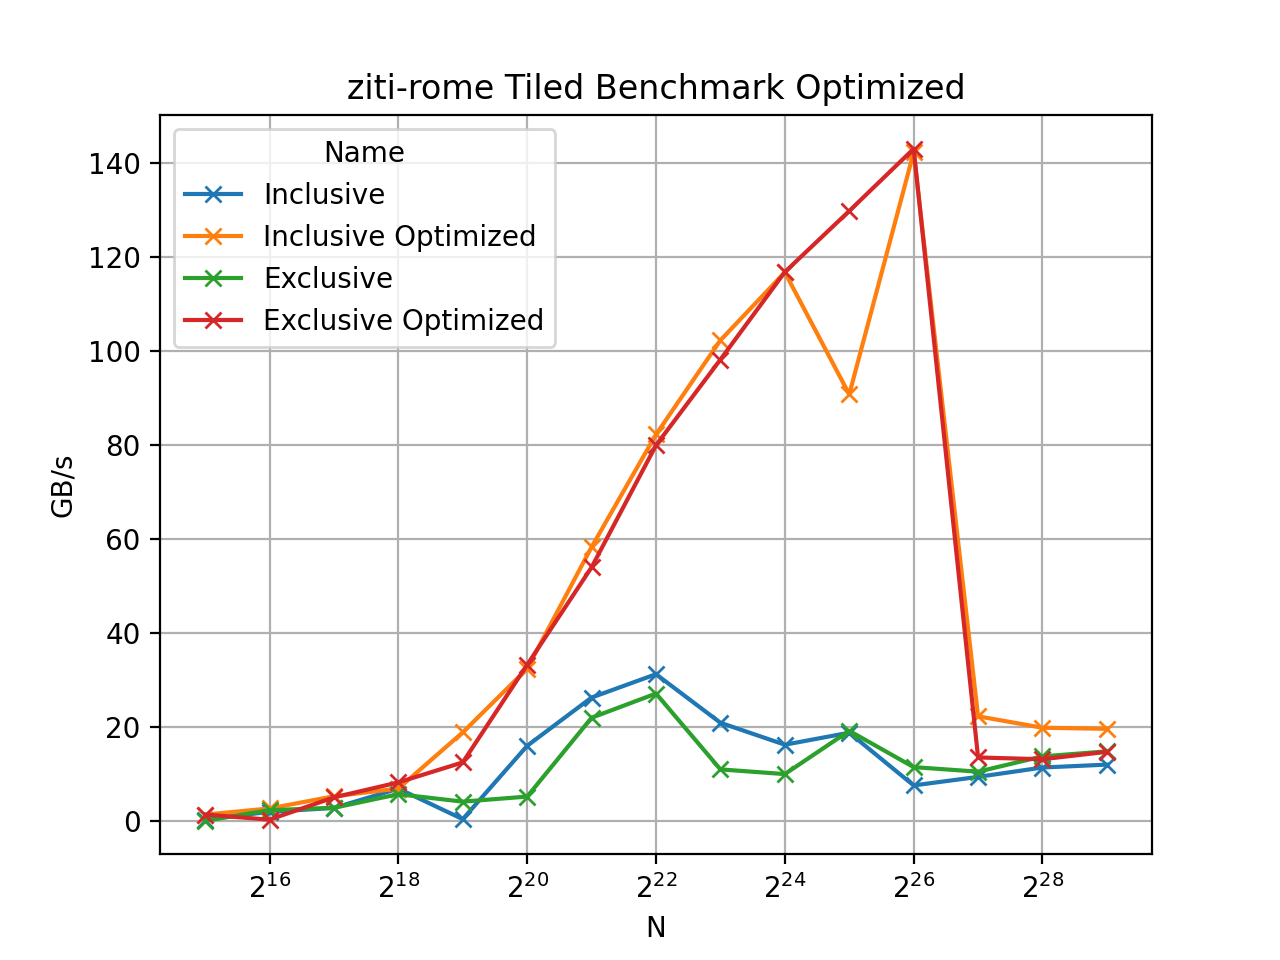 ziti-rome Tiled Benchmark Optimized
Name
Inclusive
Inclusive Optimized
Exclusive
Exclusive Optimized
140
120
100
80
60
40
20
0
GB/s
2^16 2^18 2^20 2^22 2^24 2^26 2^28
N